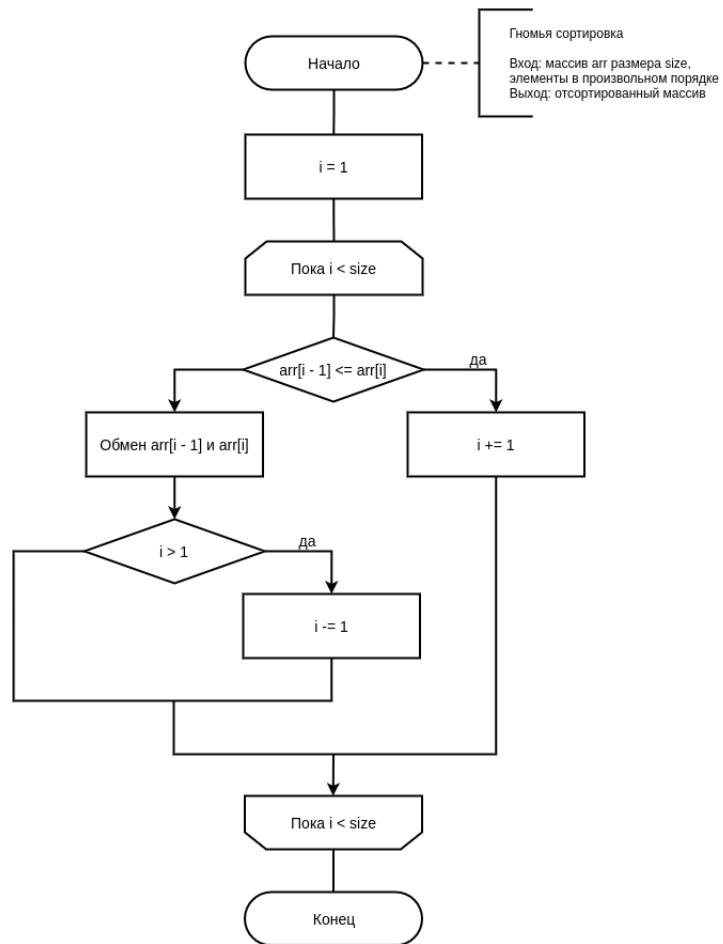 Гномья сортировка
Вход: массив arr размера size,
элементы в произвольном порядке
Выход: отсортированный массив
Начало
i = 1
Пока i < size
arr[i - 1] <= arr[i]
да
Обмен arr[i - 1] и arr[i]
i += 1
i > 1
да
i -= 1
Пока i < size
Конец